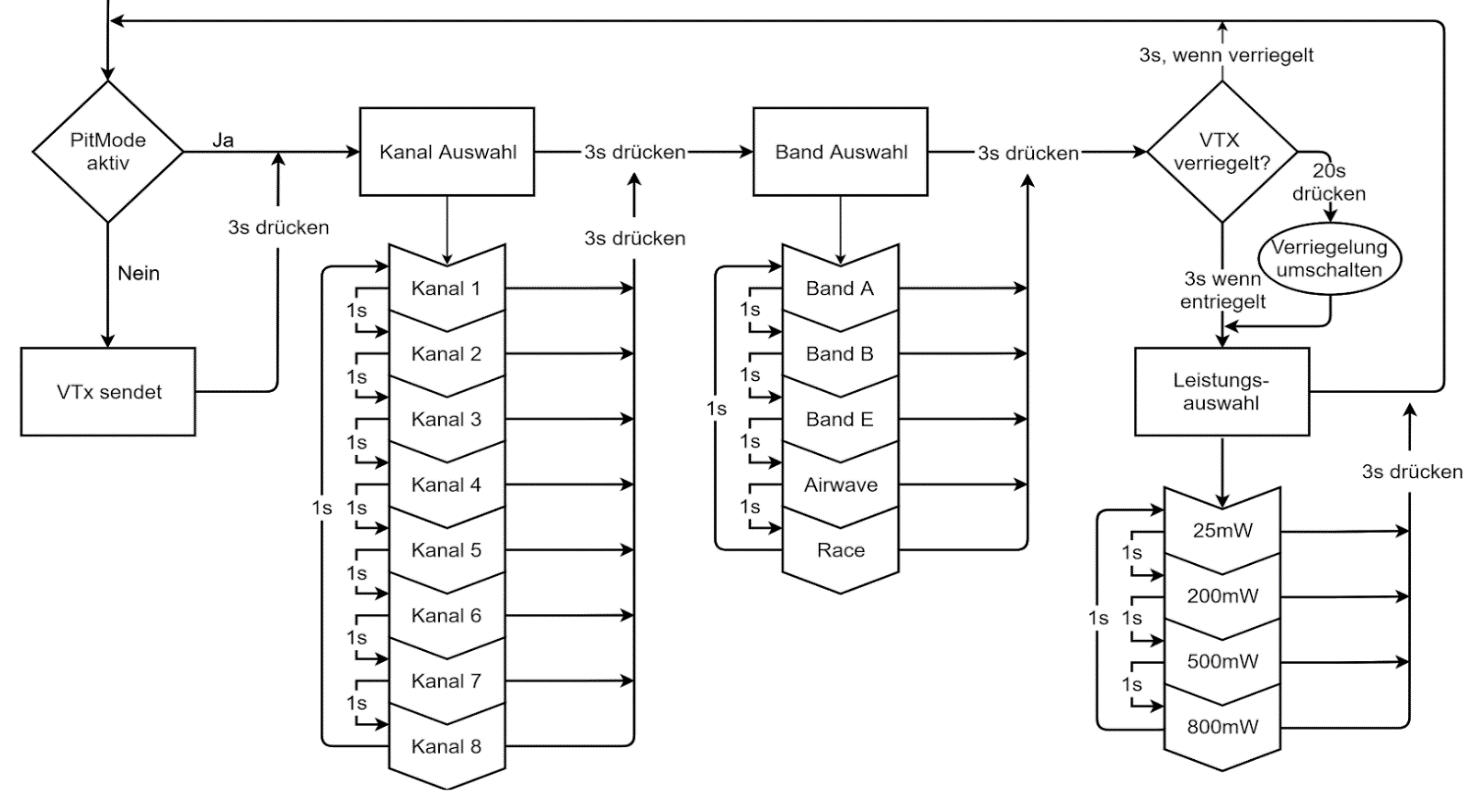 3s, wenn verriegelt
PitMode
aktiv
Ja
Nein
3s drücken
VTx sendet
Kanal Auswahl
3s drücken
3s drücken
Kanal 1
Kanal 2
Kanal 3
Kanal 4
Kanal 5
Kanal 6
Kanal 7
Kanal 8
1s
1s
1s
1s
1s
1s
1s
1s
Band Auswahl
3s drücken
Band A
Band B
Band E
Airwave
Race
1s
1s
1s
1s
1s
VTX
verriegelt?
20s
drücken
Verriegelung
umschalten
3s wenn
entriegelt
Leistungs-
auswahl
3s drücken
25mW
200mW
500mW
800mW
1s
1s
1s
1s